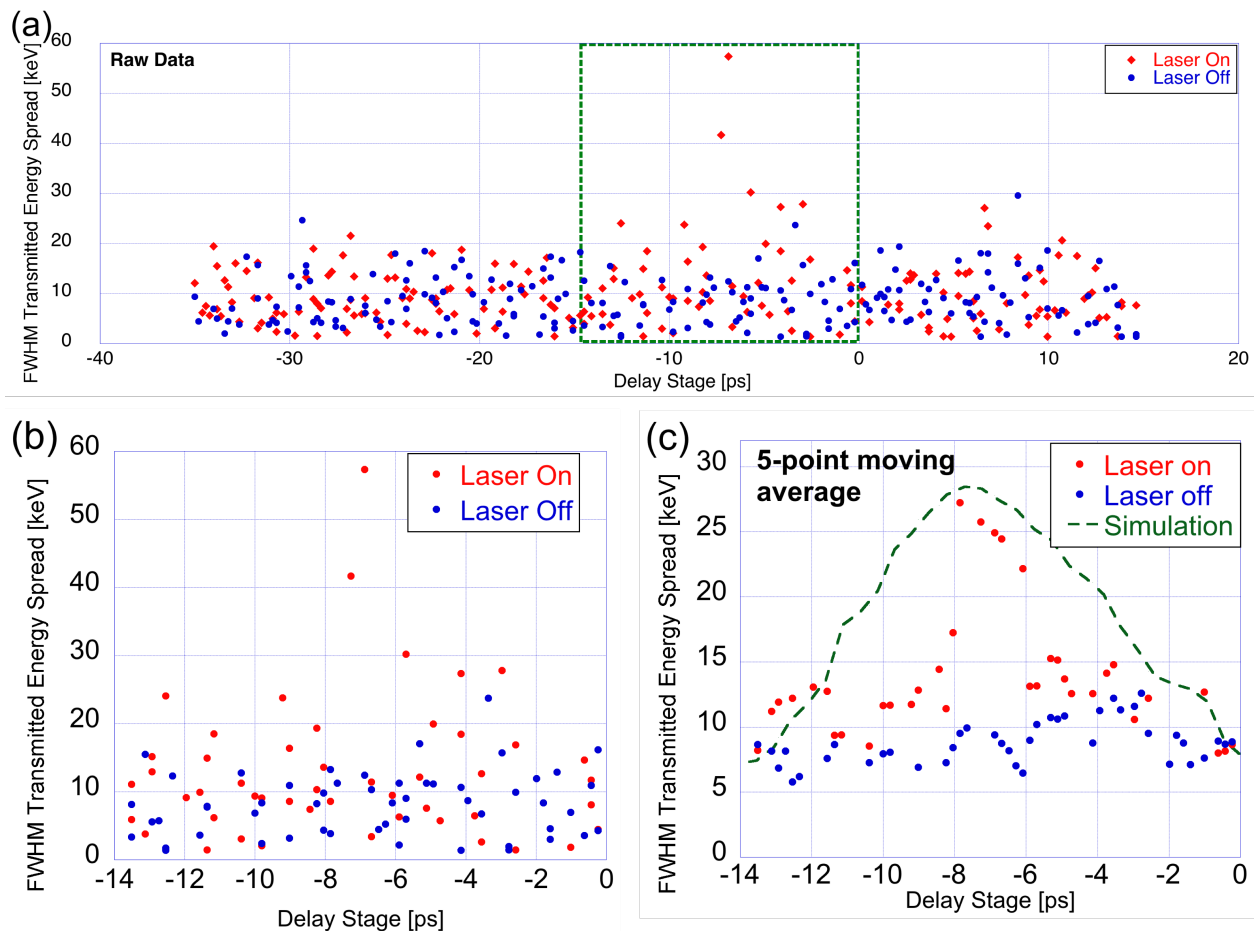 (a)
FWHM Transmitted Energy Spread [keV]
60
50
40
30
20
10
0
Raw Data
Laser On
Laser Off
-40
-30
-20
-10
0
10
20
Delay Stage [ps]
(b)
FWHM Transmitted Energy Spread [keV]
60
50
40
30
20
10
0
Laser On
Laser Off
-14
-12
-10
-8
-6
-4
-2
0
Delay Stage [ps]
(c)
FWHM Transmitted Energy Spread [keV]
30
25
20
15
10
5
0
5-point moving
average
Laser on
Laser off
Simulation
-14
-12
-10
-8
-6
-4
-2
0
Delay Stage [ps]